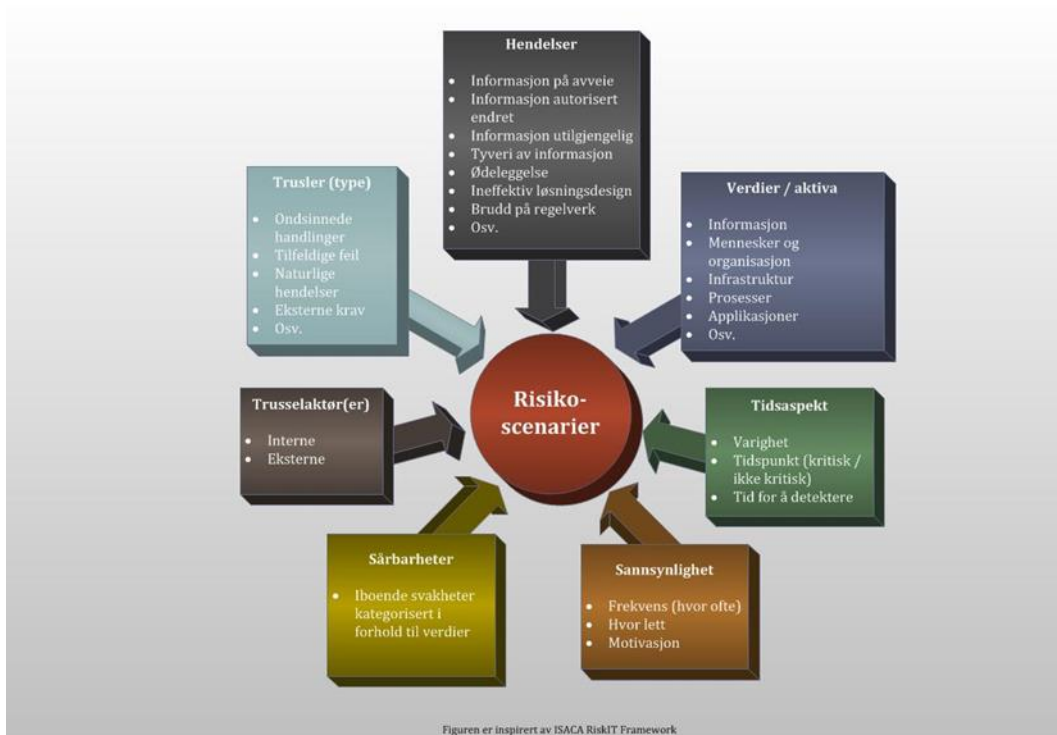 Hendelser
• Informasjon på avveie
• Informasjon autorisert
endret
• Informasjon utilgjengelig
• Tyveri av informasjon
• Ødeleggelse
• Ineffektiv løsningsdesign
• Brudd på regelverk
• Osv.
Trusler (type)
• Ondsinnede
handlinger
• Tilfeldige feil
• Naturlige
hendelser
• Eksterne krav
• Osv.
Verdier / aktiva
• Informasjon
• Mennesker og
organisasjon
• Infrastruktur
• Prosesser
• Applikasjoner
• Osv.
Risiko-
scenarier
Trusselaktør(er)
• Interne
• Eksterne
Tidsaspekt
• Varighet
• Tidspunkt (kritisk /
ikke kritisk)
• Tid for å detektere
Sårbarheter
• Iboende svakheter
kategorisert i
forhold til verdier
Sannsynlighet
• Frekvens (hvor ofte)
• Hvor lett
• Motivasjon
Figuren er inspirert av ISACA RiskIT Framework